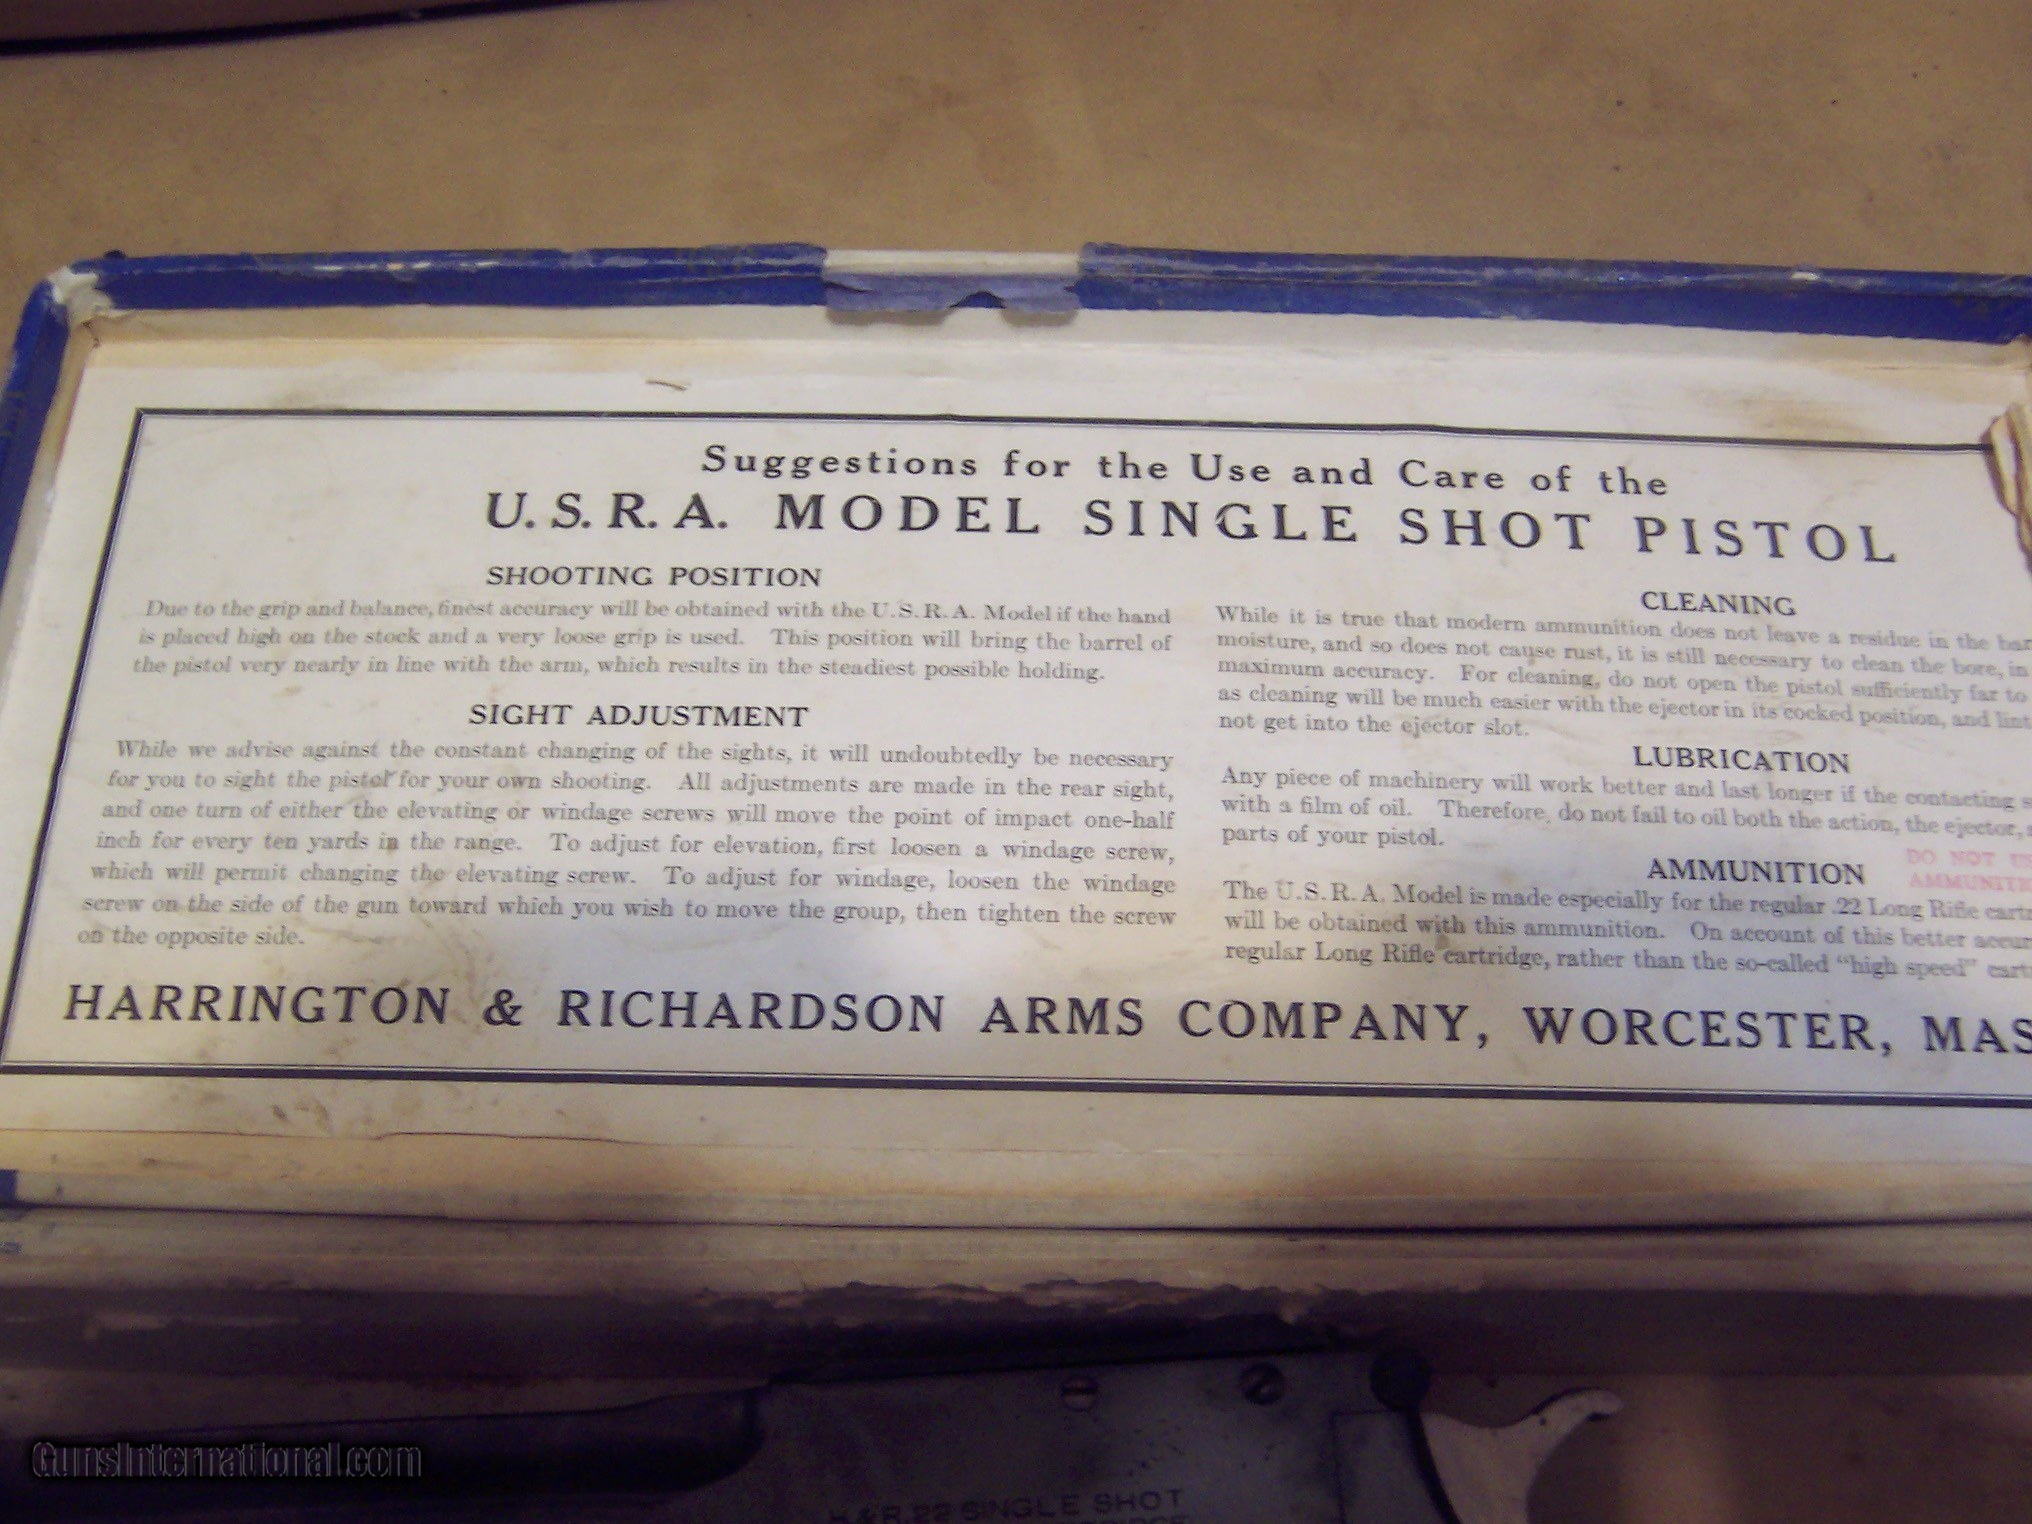 Suggestions for the Use and Care of the
U. S. R. A. MODEL SINGLE SHOT PISTOL
SHOOTING POSITION
Due to the grip and balance, finest accuracy will be obtained with the U. S. R. A. Model if the hand
is placed high on the stock and a very loose grip is used. This position will bring the barrel of
the pistol very nearly in line with the arm, which results in the steadiest possible holding.
SIGHT ADJUSTMENT
While we advise against the constant changing of the sights, it will undoubtedly be necessary
for you to sight the pistol for your own shooting. All adjustments are made in the rear sight,
and one turn of either the elevating or windage screws will move the point of impact one-half
inch for every ten yards in the range. To adjust for elevation, first loosen a windage screw,
which will permit changing the elevating screw. To adjust for windage, loosen the windage
screw on the side of the gun toward which you wish to move the group, then tighten the screw
on the opposite side.
CLEANING
While it is true that modern ammunition does not leave a residue in the bar
moisture, and so does not cause rust, it is still necessary to clean the bore, in
maximum accuracy. For cleaning, do not open the pistol sufficiently far to
as cleaning will be much easier with the ejector in its cocked position, and lint
not get into the ejector slot.
LUBRICATION
Any piece of machinery will work better and last longer if the contacting s
with a film of oil. Therefore, do not fail to oil both the action, the ejector,
parts of your pistol.
AMMUNITION
DO NOT US
AMMUNITI
The U. S. R. A. Model is made especially for the regular .22 Long Rifle cart
will be obtained with this ammunition. On account of this better accur
regular Long Rifle cartridge, rather than the so-called "high speed" cart
HARRINGTON & RICHARDSON ARMS COMPANY, WORCESTER, MAS
H & R .22 SINGLE SHOT
GunsInternational.com